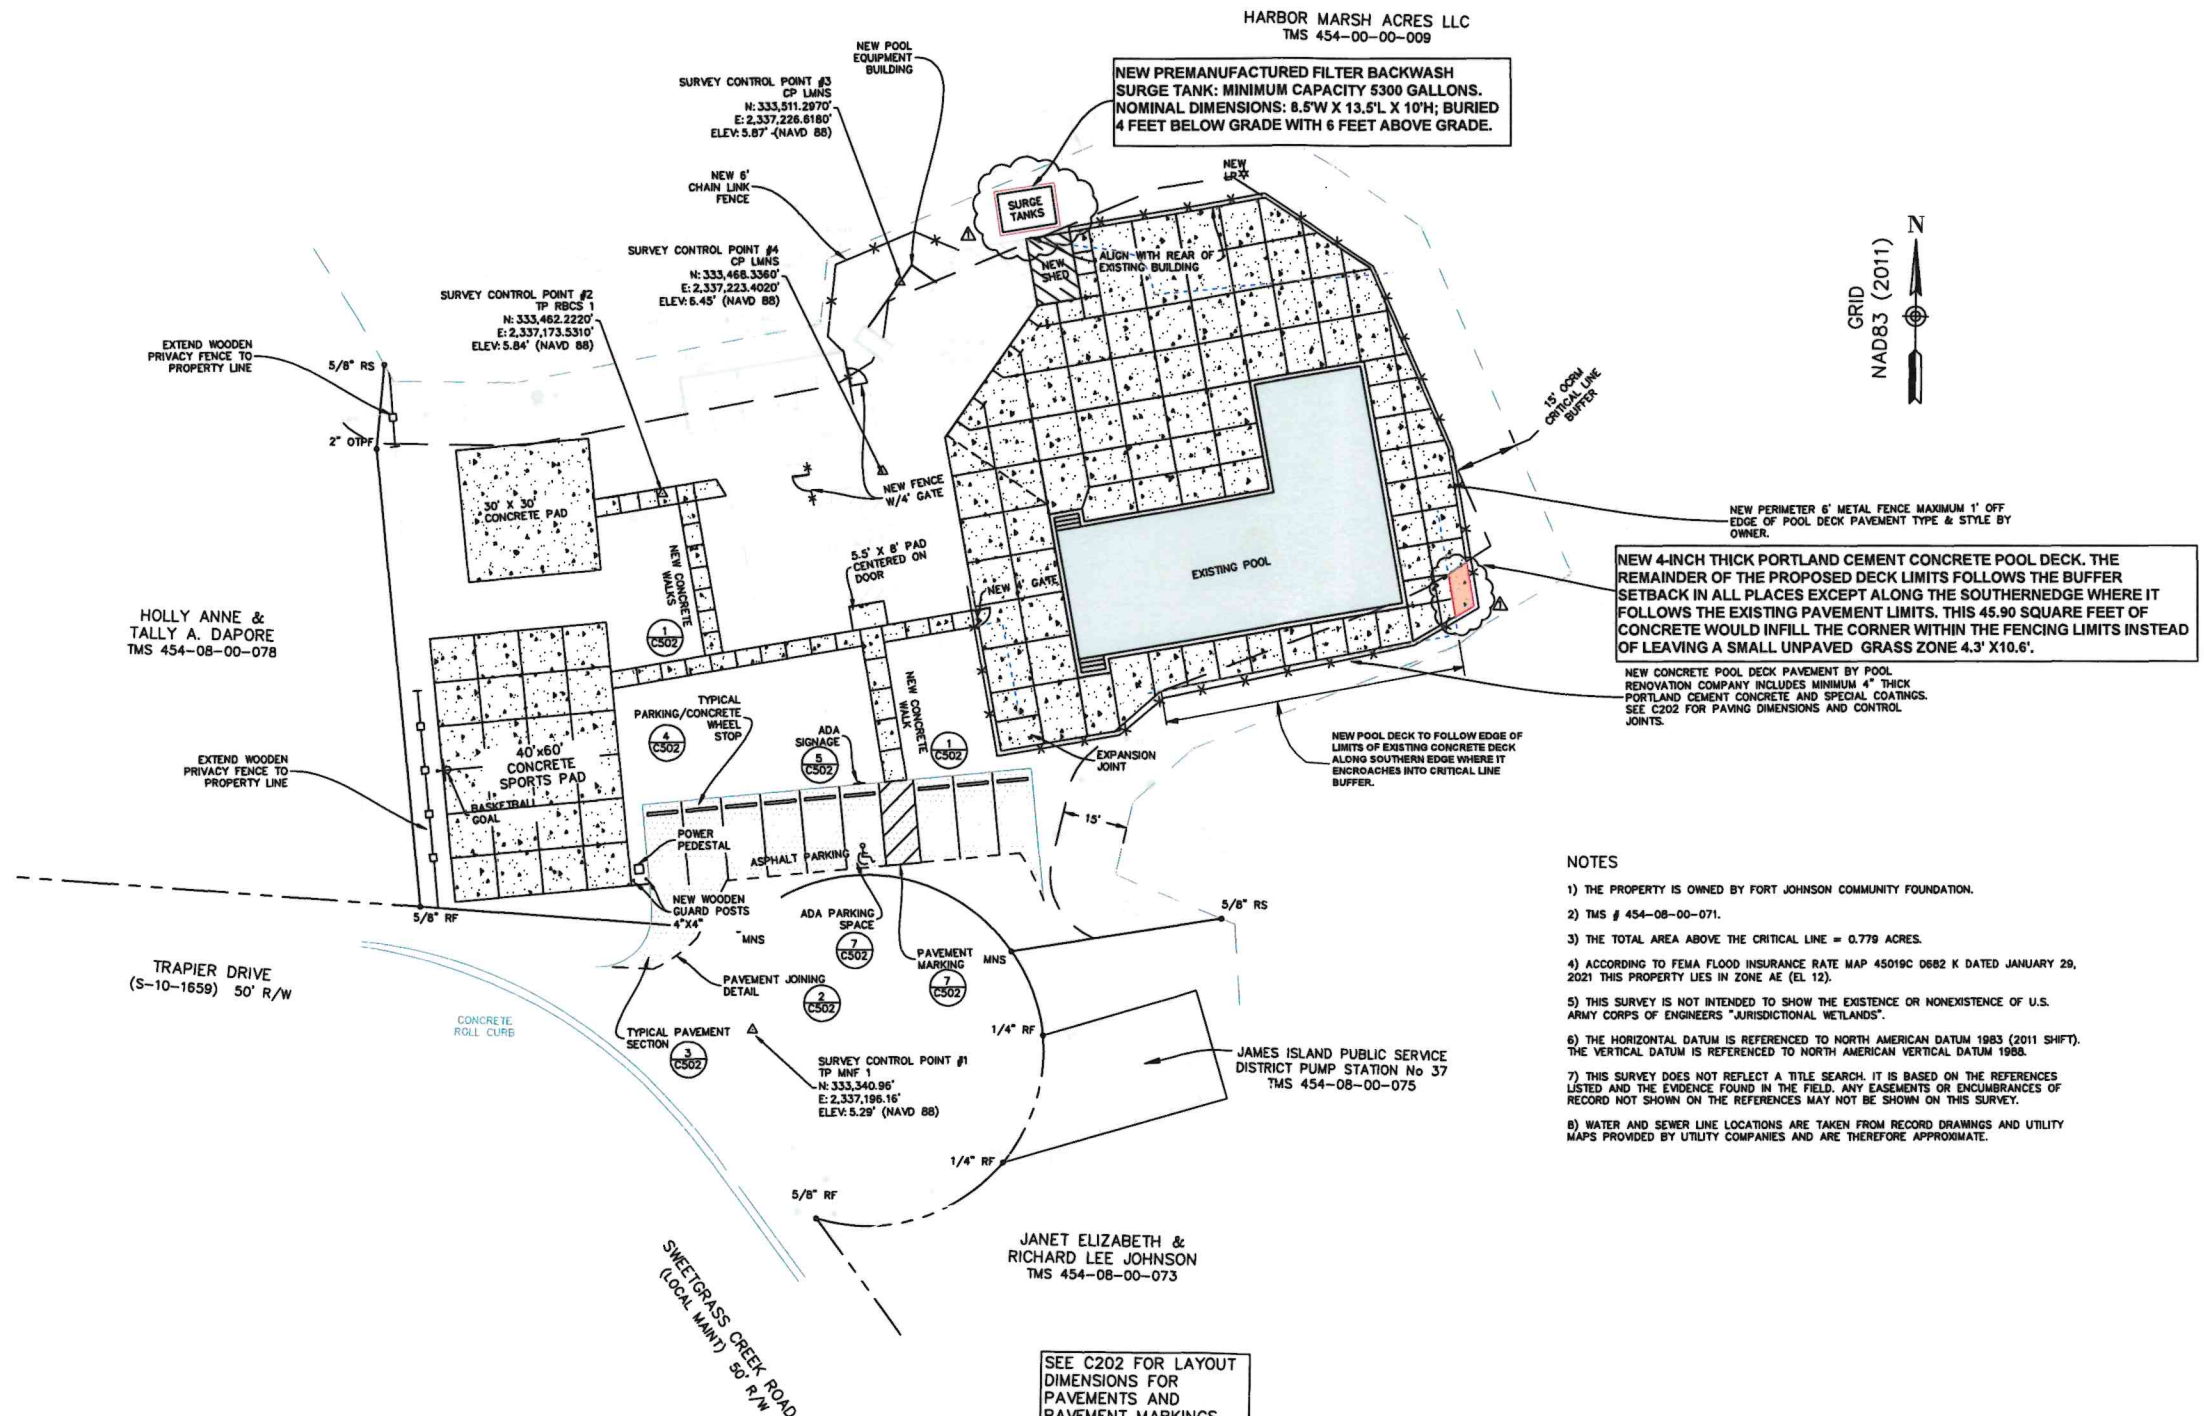 HARBOR MARSH ACRES LLC
TMS 454-00-00-009
NEW POOL
EQUIPMENT
BUILDING
NEW PREMANUFACTURED FILTER BACKWASH
SURGE TANK: MINIMUM CAPACITY 5300 GALLONS.
NOMINAL DIMENSIONS: 8.5'W X 13.5'L X 10'H; BURIED
4 FEET BELOW GRADE WITH 6 FEET ABOVE GRADE.
SURVEY CONTROL POINT #3
CP LMNS
N: 333,511.2970'
E: 2,337,226.6180'
ELEV: 5.87' (NAVD 88)
NEW 6'
CHAIN LINK
FENCE
NEW
LP
SURGE
TANKS
SURVEY CONTROL POINT #4
CP LMNS
N: 333,468.3360'
E: 2,337,223.4020'
ELEV: 6.45' (NAVD 88)
NEW
SHED
ALIGN WITH REAR OF
EXISTING BUILDING
N
GRID
NAD83 (2011)
SURVEY CONTROL POINT #2
TP RBCS 1
N: 333,462.2220'
E: 2,337,173.5310'
ELEV: 5.84' (NAVD 88)
EXTEND WOODEN
PRIVACY FENCE TO
PROPERTY LINE
5/8" RS
2" OTPF
15' OCRM
CRITICAL LINE
BUFFER
30' X 30'
CONCRETE PAD
NEW FENCE
W/4' GATE
NEW PERIMETER 6' METAL FENCE MAXIMUM 1' OFF
EDGE OF POOL DECK PAVEMENT TYPE & STYLE BY
OWNER.
NEW CONCRETE
WALKS
5.5' X 8' PAD
CENTERED ON
DOOR
NEW 4' GATE
EXISTING POOL
NEW 4-INCH THICK PORTLAND CEMENT CONCRETE POOL DECK. THE
REMAINDER OF THE PROPOSED DECK LIMITS FOLLOWS THE BUFFER
SETBACK IN ALL PLACES EXCEPT ALONG THE SOUTHERNEDGE WHERE IT
FOLLOWS THE EXISTING PAVEMENT LIMITS. THIS 45.90 SQUARE FEET OF
CONCRETE WOULD INFILL THE CORNER WITHIN THE FENCING LIMITS INSTEAD
OF LEAVING A SMALL UNPAVED GRASS ZONE 4.3' X10.6'.
HOLLY ANNE &
TALLY A. DAPORE
TMS 454-08-00-078
1
C502
NEW CONCRETE POOL DECK PAVEMENT BY POOL
RENOVATION COMPANY INCLUDES MINIMUM 4" THICK
PORTLAND CEMENT CONCRETE AND SPECIAL COATINGS.
SEE C202 FOR PAVING DIMENSIONS AND CONTROL
JOINTS.
TYPICAL
PARKING/CONCRETE
WHEEL
STOP
4
C502
NEW CONCRETE
WALK
ADA
SIGNAGE
5
C502
1
C502
EXPANSION
JOINT
NEW POOL DECK TO FOLLOW EDGE OF
LIMITS OF EXISTING CONCRETE DECK
ALONG SOUTHERN EDGE WHERE IT
ENCROACHES INTO CRITICAL LINE
BUFFER.
EXTEND WOODEN
PRIVACY FENCE TO
PROPERTY LINE
40'x60'
CONCRETE
SPORTS PAD
BASKETBALL
GOAL
15'
POWER
PEDESTAL
ASPHALT PARKING
NOTES
1) THE PROPERTY IS OWNED BY FORT JOHNSON COMMUNITY FOUNDATION.
2) TMS # 454-08-00-071.
3) THE TOTAL AREA ABOVE THE CRITICAL LINE = 0.779 ACRES.
4) ACCORDING TO FEMA FLOOD INSURANCE RATE MAP 45019C 0682 K DATED JANUARY 29,
2021 THIS PROPERTY LIES IN ZONE AE (EL 12).
5) THIS SURVEY IS NOT INTENDED TO SHOW THE EXISTENCE OR NONEXISTENCE OF U.S.
ARMY CORPS OF ENGINEERS "JURISDICTIONAL WETLANDS".
6) THE HORIZONTAL DATUM IS REFERENCED TO NORTH AMERICAN DATUM 1983 (2011 SHIFT).
THE VERTICAL DATUM IS REFERENCED TO NORTH AMERICAN VERTICAL DATUM 1988.
7) THIS SURVEY DOES NOT REFLECT A TITLE SEARCH. IT IS BASED ON THE REFERENCES
LISTED AND THE EVIDENCE FOUND IN THE FIELD. ANY EASEMENTS OR ENCUMBRANCES OF
RECORD NOT SHOWN ON THE REFERENCES MAY NOT BE SHOWN ON THIS SURVEY.
8) WATER AND SEWER LINE LOCATIONS ARE TAKEN FROM RECORD DRAWINGS AND UTILITY
MAPS PROVIDED BY UTILITY COMPANIES AND ARE THEREFORE APPROXIMATE.
5/8" RF
NEW WOODEN
GUARD POSTS
4"X4"
MNS
ADA PARKING
SPACE
7
C502
PAVEMENT
MARKING
7
C502
MNS
5/8" RS
TRAPIER DRIVE
(S-10-1659) 50' R/W
PAVEMENT JOINING
DETAIL
2
C502
CONCRETE
ROLL CURB
TYPICAL PAVEMENT
SECTION
3
C502
1/4" RF
SURVEY CONTROL POINT #1
TP MNF 1
N: 333,340.96'
E: 2,337,196.16'
ELEV: 5.29' (NAVD 88)
JAMES ISLAND PUBLIC SERVICE
DISTRICT PUMP STATION No 37
TMS 454-08-00-075
1/4" RF
5/8" RF
JANET ELIZABETH &
RICHARD LEE JOHNSON
TMS 454-08-00-073
SWEETGRASS CREEK ROAD
(LOCAL MAINT) 50' R/W
SEE C202 FOR LAYOUT
DIMENSIONS FOR
PAVEMENTS AND
PAVEMENT MARKINGS